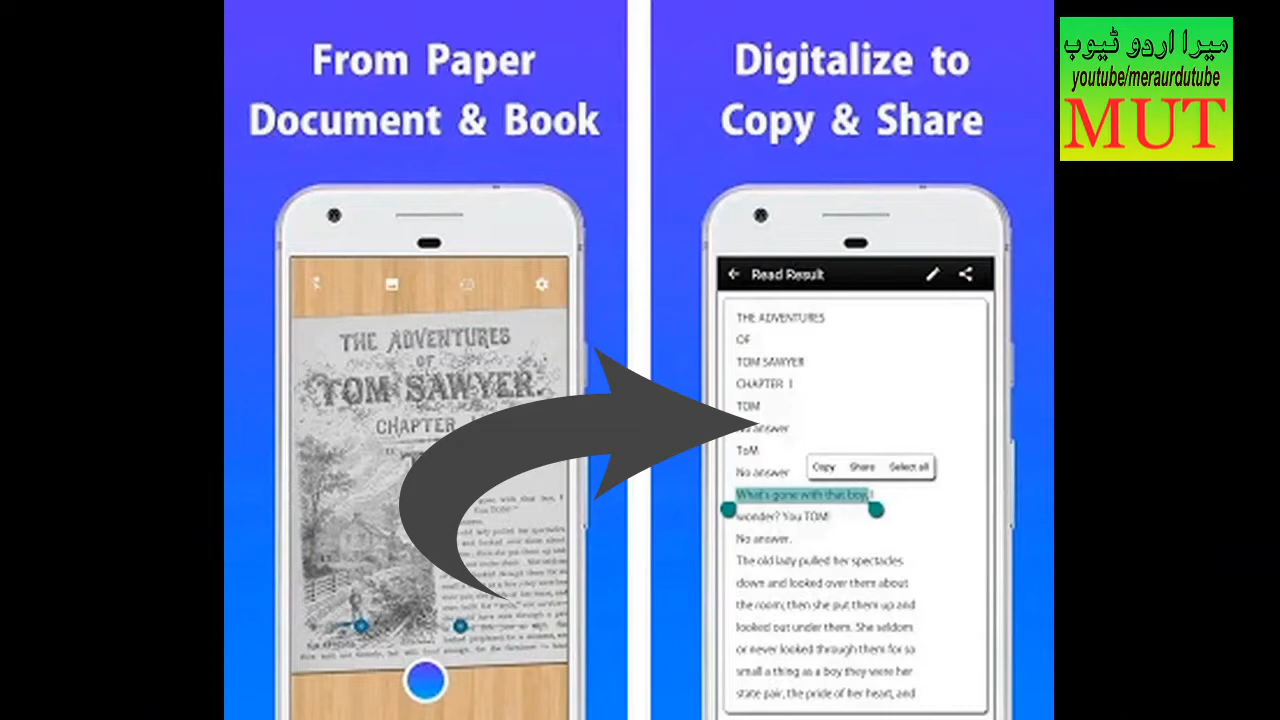 From Paper
Document & Book
Digitalize to
Copy & Share
میرا اردو ٹیوب
youtube/meraurdutube
MUT
THE ADVENTURES
OF
TOM SAWYER.
CHAPTER
Read Result
THE ADVENTURES
OF
TOM SAWYER
CHAPTER I
TOM
No answer
ToM
No answer
Copy Share Select all
What's gone with that boy, I
wonder? You TOM!
No answer.
The old lady pulled her spectacles
down and looked over them about
the room; then she put them up and
looked out under them. She seldom
or never looked through them for so
small a thing as a boy they were her
state pair, the pride of her heart, and